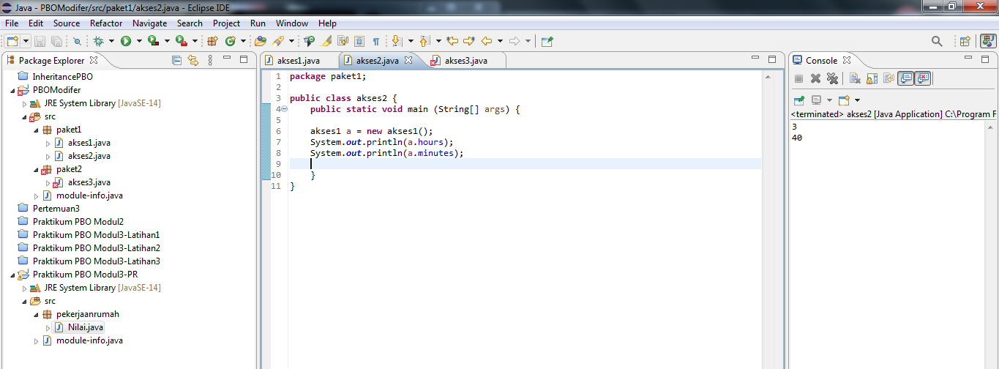 Java - PBOModifer/src/paket1/akses2.java - Eclipse IDE
File Edit Source Refactor Navigate Search Project Run Window Help
Package Explorer
InheritancePBO
PBOModifer
JRE System Library [JavaSE-14]
src
paket1
akses1.java
akses2.java
paket2
akses3.java
module-info.java
Pertemuan3
Praktikum PBO Modul2
Praktikum PBO Modul3-Latihan1
Praktikum PBO Modul3-Latihan2
Praktikum PBO Modul3-Latihan3
Praktikum PBO Modul3-PR
JRE System Library [JavaSE-14]
src
pekerjaanrumah
Nilai.java
module-info.java
akses1.java akses2.java akses3.java
1 package paket1;
2
3 public class akses2 {
4 public static void main (String[] args) {
5
6 akses1 a = new akses1();
7 System.out.println(a.hours);
8 System.out.println(a.minutes);
9
10 }
11 }
Console
<terminated> akses2 [Java Application] C:\Program F
3
40